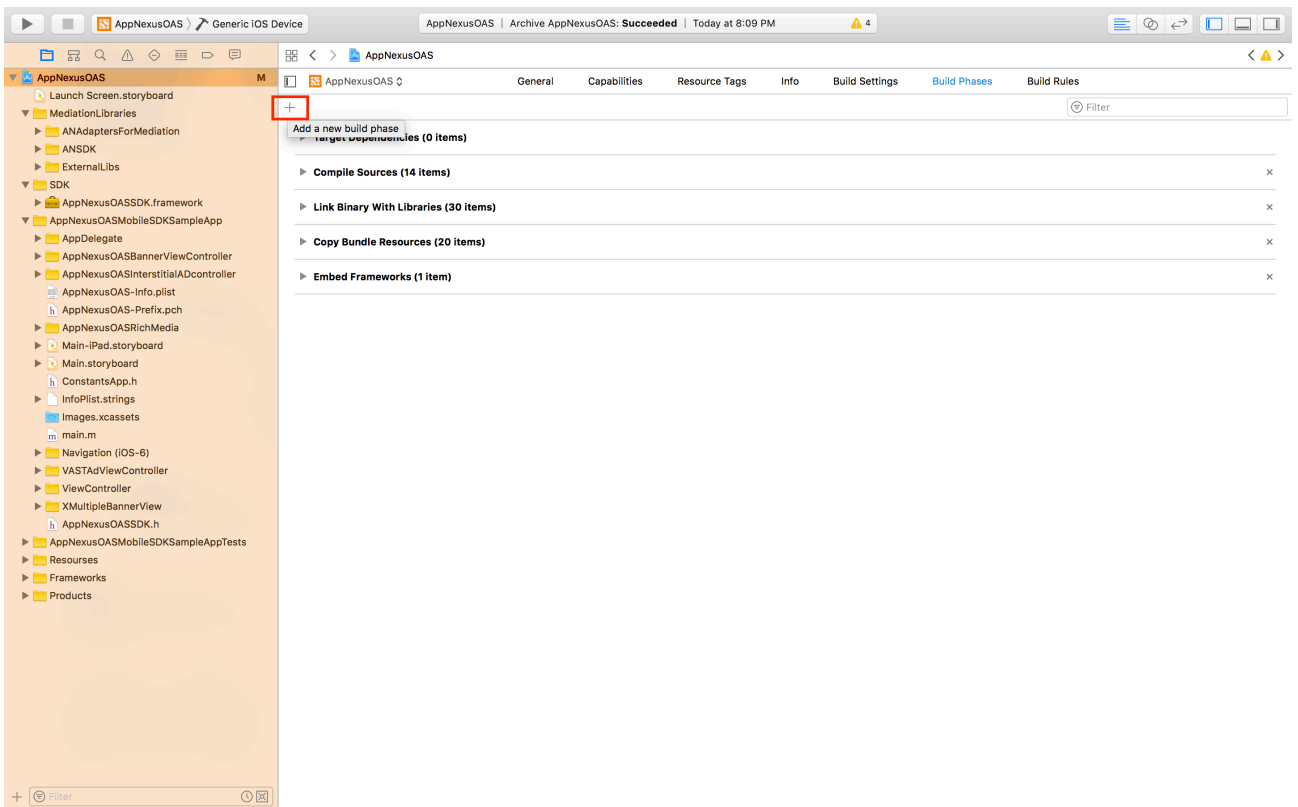 AppNexusOAS Generic iOS Device
AppNexusOAS | Archive AppNexusOAS: Succeeded | Today at 8:09 PM
4
AppNexusOAS
AppNexusOAS M
Launch Screen.storyboard
MediationLibraries
ANAdaptersForMediation
ANSDK
ExternalLibs
SDK
AppNexusOASSDK.framework
AppNexusOASMobileSDKSampleApp
AppDelegate
AppNexusOASBannerViewController
AppNexusOASInterstitialADcontroller
AppNexusOAS-Info.plist
h AppNexusOAS-Prefix.pch
AppNexusOASRichMedia
Main-iPad.storyboard
Main.storyboard
h ConstantsApp.h
InfoPlist.strings
Images.xcassets
m main.m
Navigation (iOS-6)
VASTAdViewController
ViewController
XMultipleBannerView
h AppNexusOASSDK.h
AppNexusOASMobileSDKSampleAppTests
Resourses
Frameworks
Products
Filter
AppNexusOAS General Capabilities Resource Tags Info Build Settings Build Phases Build Rules
Filter
Add a new build phase
Target Dependencies (0 items)
Compile Sources (14 items)
Link Binary With Libraries (30 items)
Copy Bundle Resources (20 items)
Embed Frameworks (1 item)